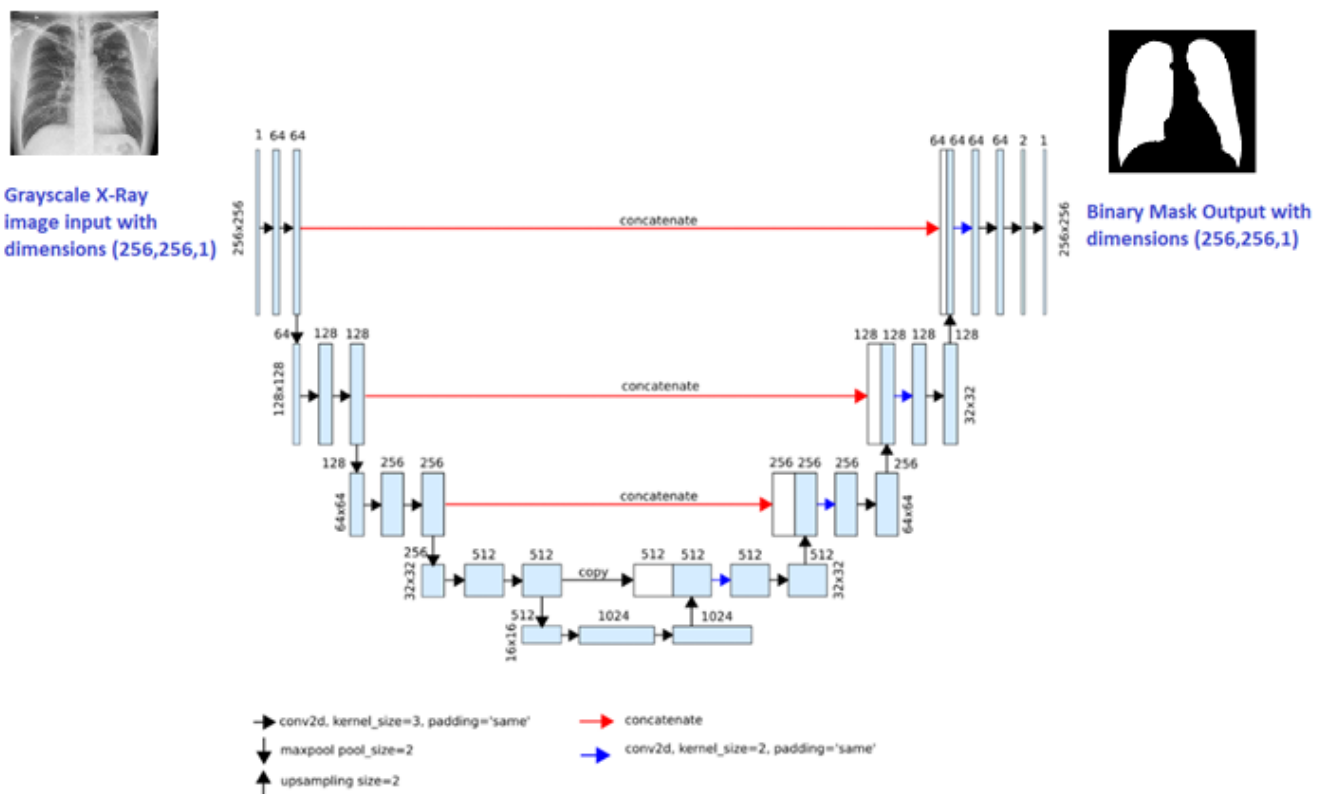 Grayscale X-Ray
image input with
dimensions (256,256,1)
1 64 64
256x256
concatenate
64 64 64 64 2 1
256x256
Binary Mask Output with
dimensions (256,256,1)
64 128 128
128x128
concatenate
128 128 128 128
32x32
128 256 256
64x64
concatenate
256 256 256 256
64x64
256 512 512
32x32
copy
512 512 512 512
32x32
512 1024 1024
16x16
conv2d, kernel_size=3, padding='same'
maxpool pool_size=2
upsampling size=2
concatenate
conv2d, kernel_size=2, padding='same'